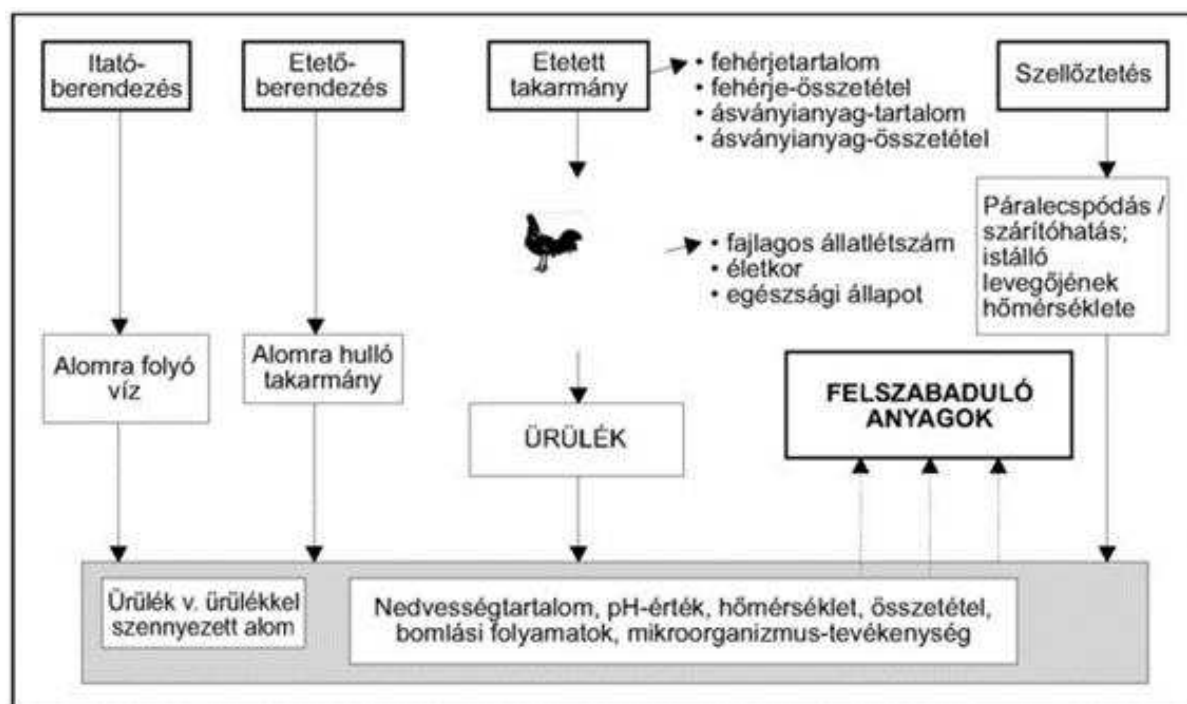 Itató-
berendezés
Etető-
berendezés
Etetett
takarmány
• fehérjetartalom
• fehérje-összetétel
• ásványianyag-tartalom
• ásványianyag-összetétel
Szellőztetés
Páralecspódás /
szárítóhatás;
istálló
levegőjének
hőmérséklete
• fajlagos állatlétszám
• életkor
• egészsági állapot
Alomra folyó
víz
Alomra hulló
takarmány
ÜRÜLÉK
FELSZABADULÓ
ANYAGOK
Ürülék v. ürülékkel
szennyezett alom
Nedvességtartalom, pH-érték, hőmérséklet, összetétel,
bomlási folyamatok, mikroorganizmus-tevékenység